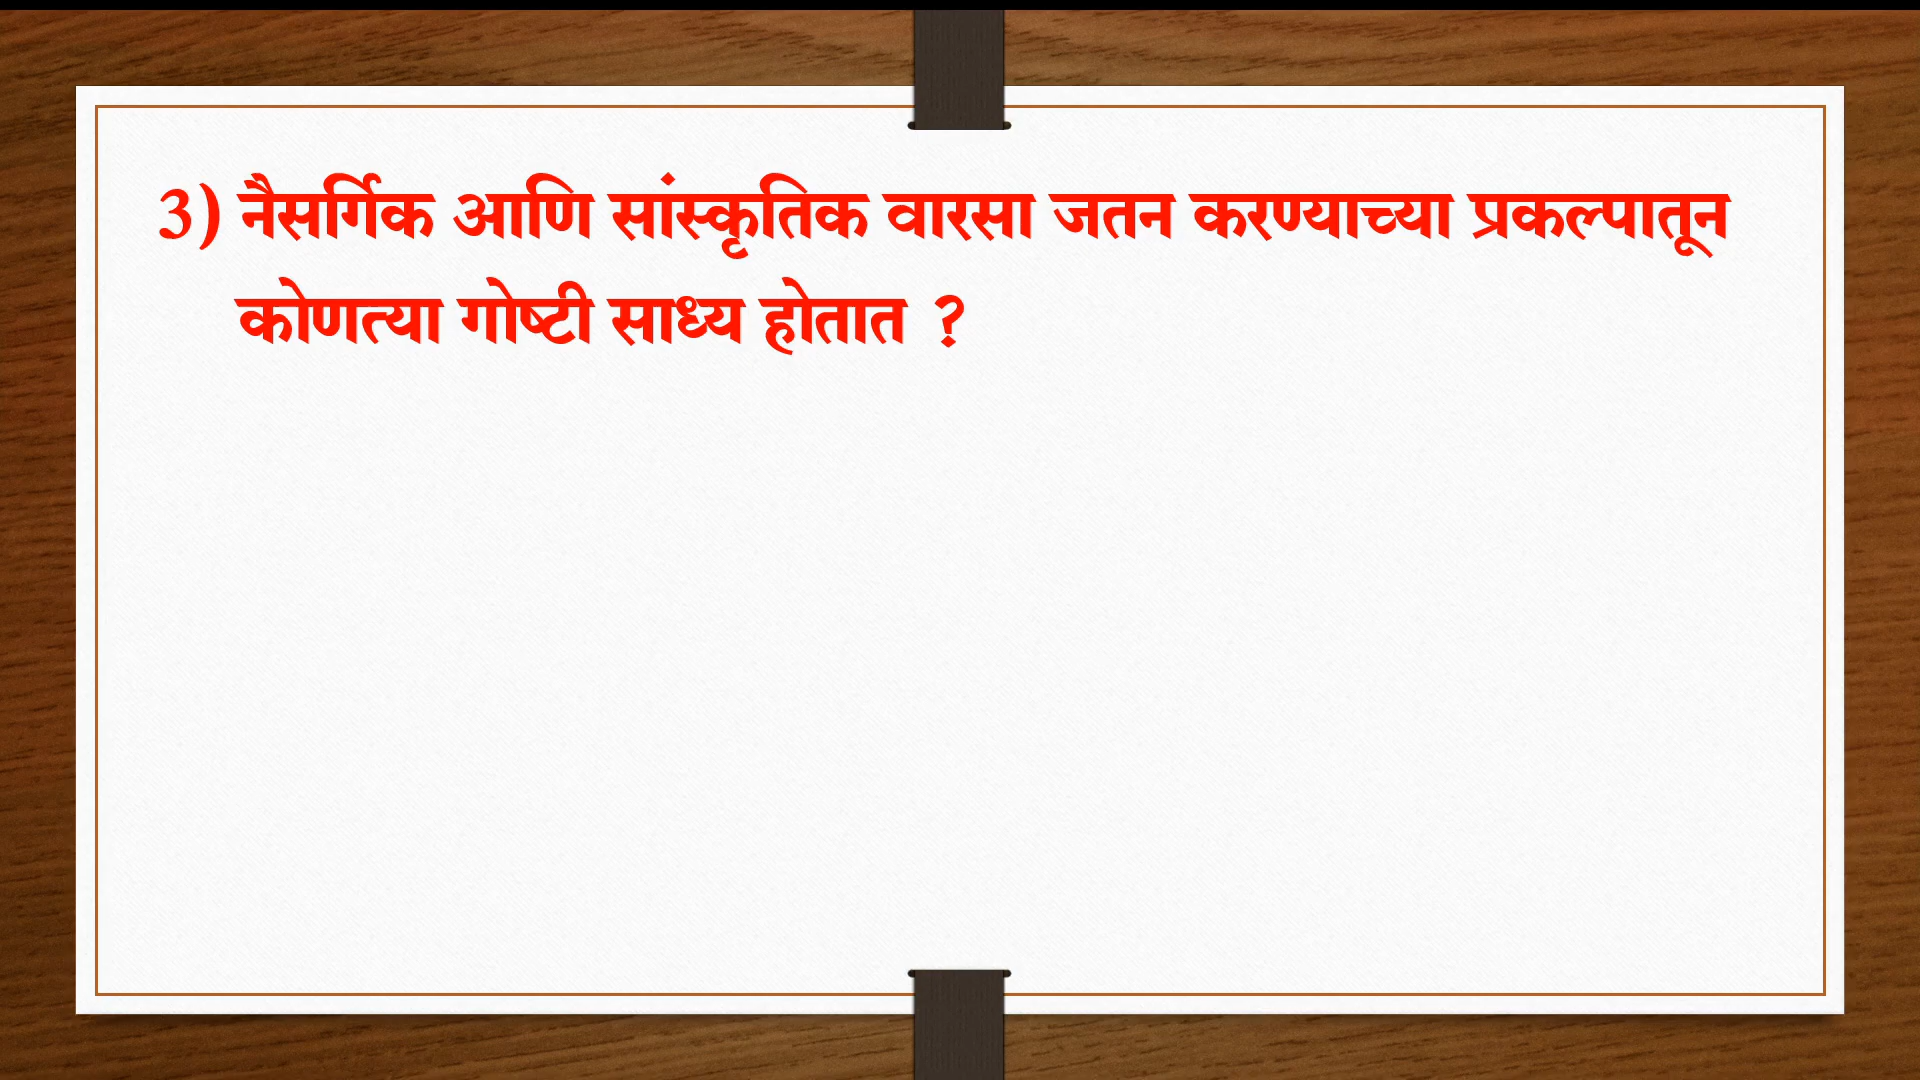 3) नैसर्गिक आणि सांस्कृतिक वारसा जतन करण्याच्या प्रकल्पातून
कोणत्या गोष्टी साध्य होतात ?